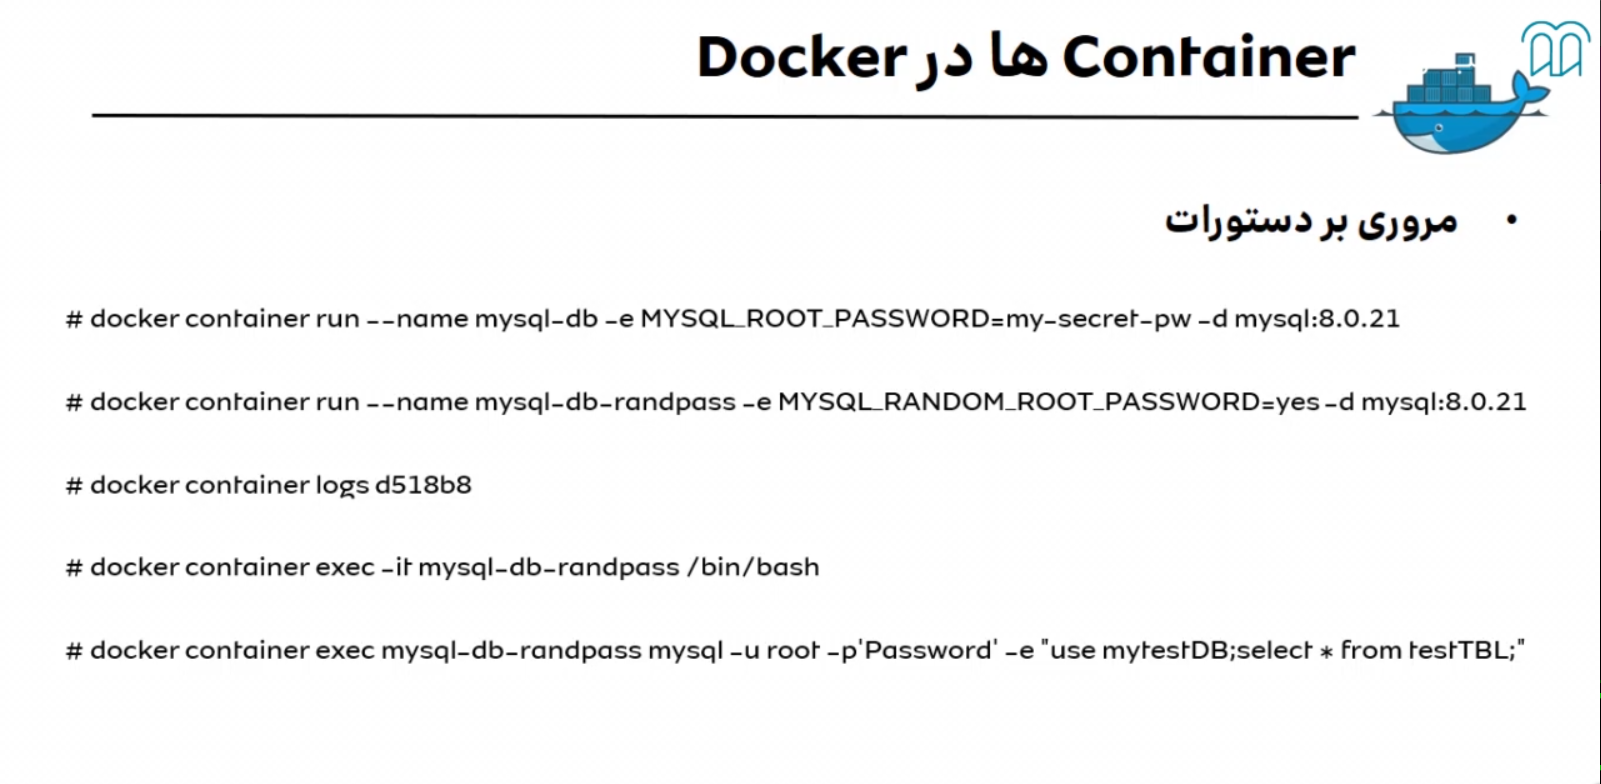 Container ها در Docker
• مروری بر دستورات
# docker container run --name mysql-db -e MYSQL_ROOT_PASSWORD=my-secret-pw -d mysql:8.0.21
# docker container run --name mysql-db-randpass -e MYSQL_RANDOM_ROOT_PASSWORD=yes -d mysql:8.0.21
# docker container logs d518b8
# docker container exec -it mysql-db-randpass /bin/bash
# docker container exec mysql-db-randpass mysql -u root -p'Password' -e "use mytestDB;select * from testTBL;"